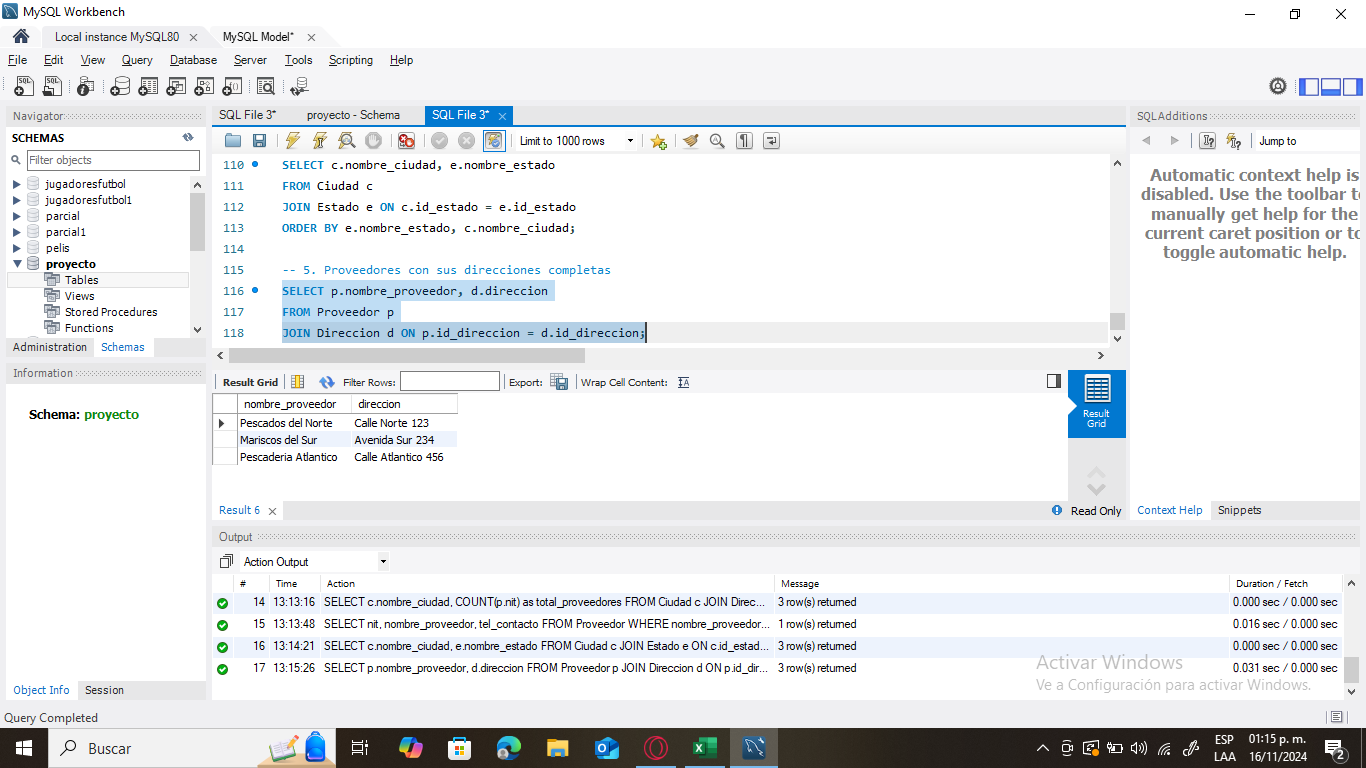 MySQL Workbench
Local instance MySQL80
MySQL Model*
File Edit View Query Database Server Tools Scripting Help
Navigator
SCHEMAS
Filter objects
jugadoresfutbol
jugadoresfutbol1
parcial
parcial1
pelis
proyecto
Tables
Views
Stored Procedures
Functions
Administration Schemas
Information
Schema: proyecto
Object Info Session
SQL File 3* proyecto - Schema SQL File 3*
Limit to 1000 rows
110 SELECT c.nombre_ciudad, e.nombre_estado
111 FROM Ciudad c
112 JOIN Estado e ON c.id_estado = e.id_estado
113 ORDER BY e.nombre_estado, c.nombre_ciudad;
114
115 -- 5. Proveedores con sus direcciones completas
116 SELECT p.nombre_proveedor, d.direccion
117 FROM Proveedor p
118 JOIN Direccion d ON p.id_direccion = d.id_direccion;
Result Grid Filter Rows: Export: Wrap Cell Content:
nombre_proveedor direccion
Pescados del Norte Calle Norte 123
Mariscos del Sur Avenida Sur 234
Pescaderia Atlantico Calle Atlantico 456
Result Grid
Result 6
Read Only
SQLAdditions
Jump to
Automatic context help is
disabled. Use the toolbar to
manually get help for the
current caret position or to
toggle automatic help.
Context Help Snippets
Output
Action Output
# Time Action Message Duration / Fetch
14 13:13:16 SELECT c.nombre_ciudad, COUNT(p.nit) as total_proveedores FROM Ciudad c JOIN Direc... 3 row(s) returned 0.000 sec / 0.000 sec
15 13:13:48 SELECT nit, nombre_proveedor, tel_contacto FROM Proveedor WHERE nombre_proveedor... 1 row(s) returned 0.016 sec / 0.000 sec
16 13:14:21 SELECT c.nombre_ciudad, e.nombre_estado FROM Ciudad c JOIN Estado e ON c.id_estad... 3 row(s) returned 0.000 sec / 0.000 sec
17 13:15:26 SELECT p.nombre_proveedor, d.direccion FROM Proveedor p JOIN Direccion d ON p.id_dir... 3 row(s) returned 0.031 sec / 0.000 sec
Activar Windows
Ve a Configuración para activar Windows.
Query Completed
Buscar
ESP
LAA
01:15 p. m.
16/11/2024
2